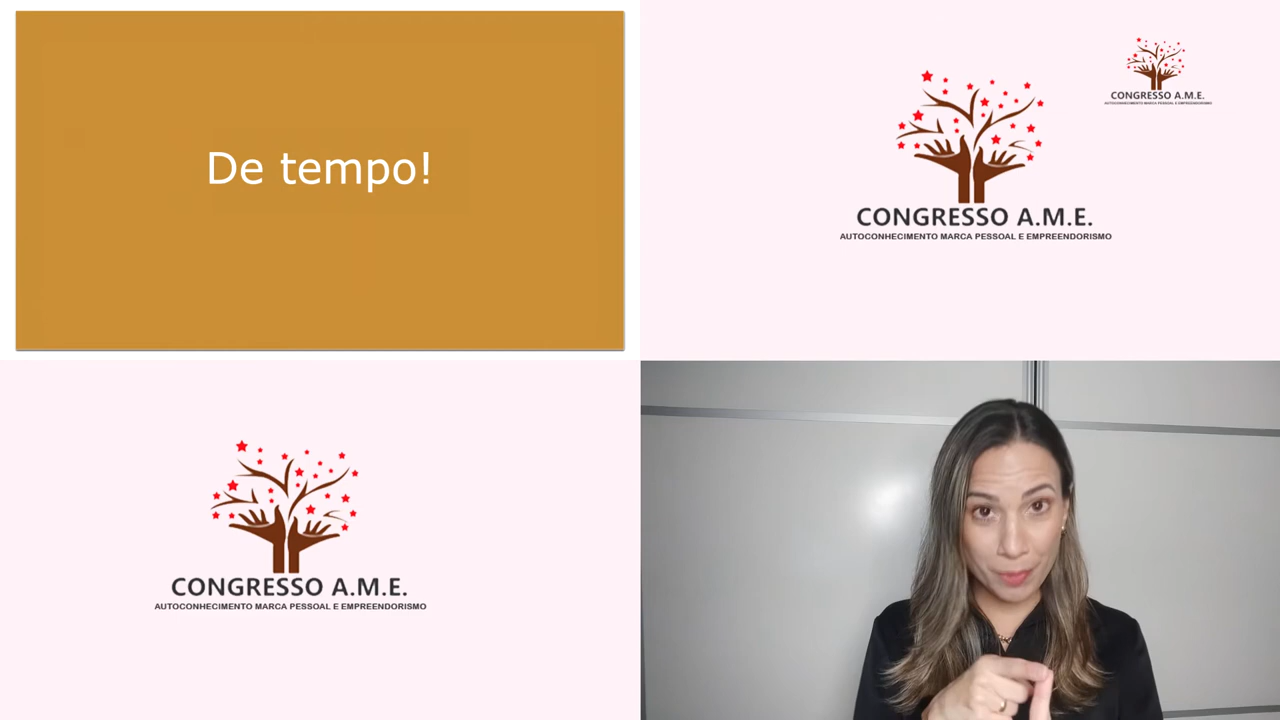 De tempo!
CONGRESSO A.M.E.
AUTOCONHECIMENTO MARCA PESSOAL E EMPREENDORISMO
CONGRESSO A.M.E.
AUTOCONHECIMENTO MARCA PESSOAL E EMPREENDORISMO
CONGRESSO A.M.E.
AUTOCONHECIMENTO MARCA PESSOAL E EMPREENDORISMO